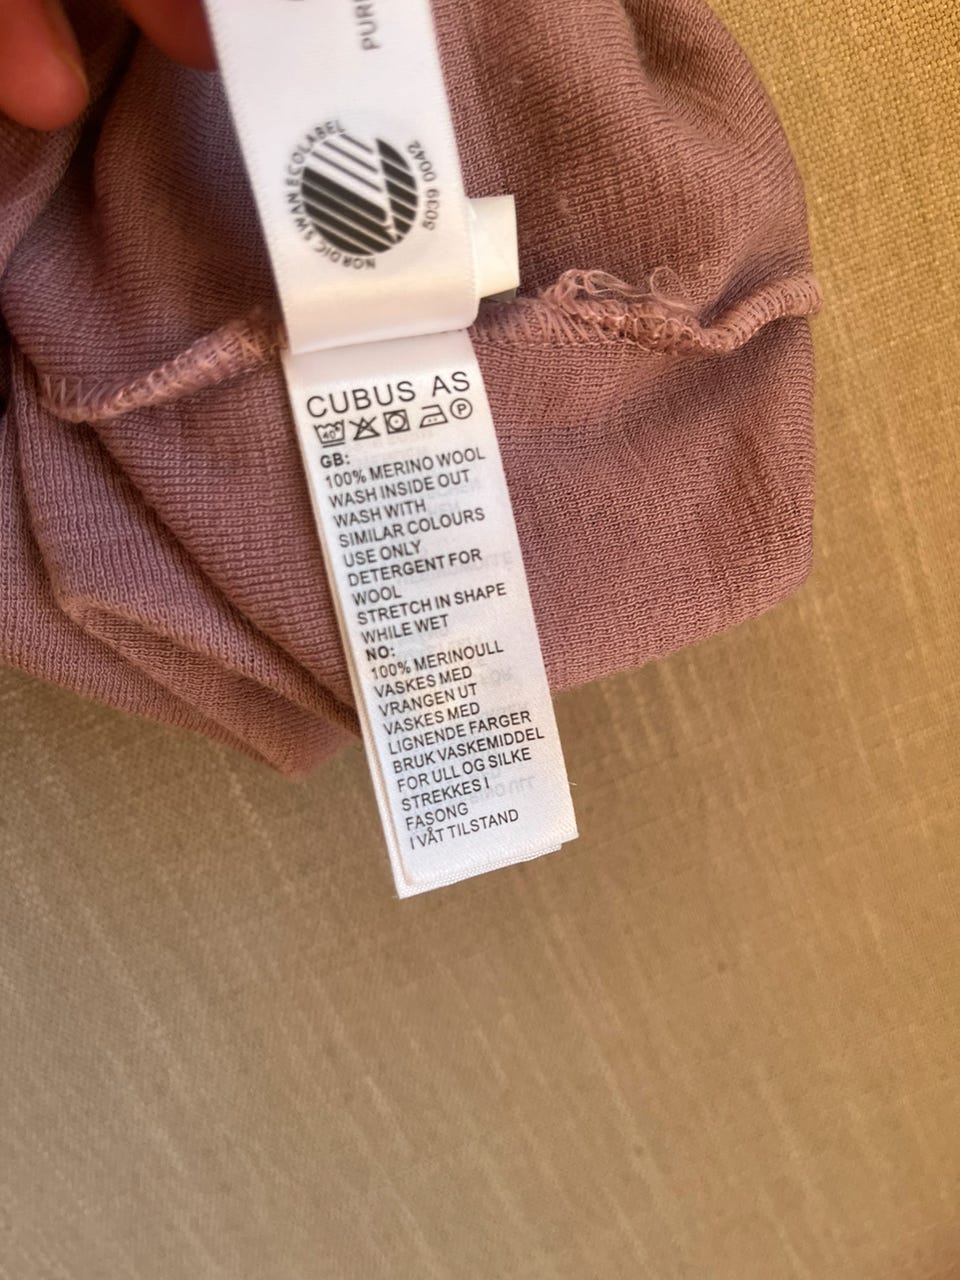 PURE
NORDIC SWAN ECOLABEL
5039 0042
CUBUS AS
40°
P
GB:
100% MERINO WOOL
WASH INSIDE OUT
WASH WITH
SIMILAR COLOURS
USE ONLY
DETERGENT FOR
WOOL
STRETCH IN SHAPE
WHILE WET
NO:
100% MERINOULL
VASKES MED
VRANGEN UT
VASKES MED
LIGNENDE FARGER
BRUK VASKEMIDDEL
FOR ULL OG SILKE
STREKKES I
FASONG
I VÅT TILSTAND